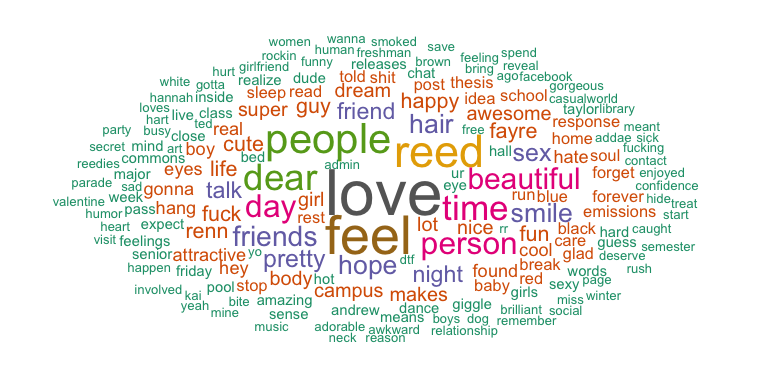 women wanna smoked
rockin human freshman save
girlfriend funny releases brown feeling spend
hurt realize dude told shit chat bring reveal
white gotta sleep read dream post thesis ago facebook
hannah inside super guy friend happy idea school gorgeous
loves live class casual world
hart ted real awesome response taylor library
party busy close cute people hair free fayre meant
secret mind art boy reed hall sex home addae sick
reedies commons bed admin hate soul fucking
major eyes life dear ur beautiful forget contact
parade sad gonna talk love eye enjoyed
valentine week girl time run blue forever confidence
humor pass hang fuck day rest feel smile emissions hide treat
heart expect renn friends lot nice rr fun black hard start
visit feelings person care guess caught
senior attractive yo pretty hope dtf cool glad deserve semester
happen friday hey hot night found break words rush
involved pool stop body campus makes baby red sexy page
kai bite amazing girls miss winter
yeah mine sense andrew means dance giggle brilliant social
music adorable awkward boys dog remember
neck reason relationship